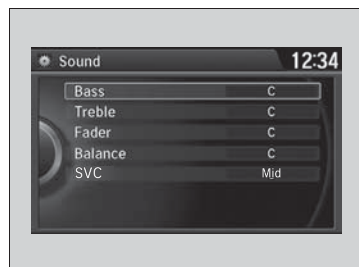 Sound 12:34
Bass C
Treble C
Fader C
Balance C
SVC Mid